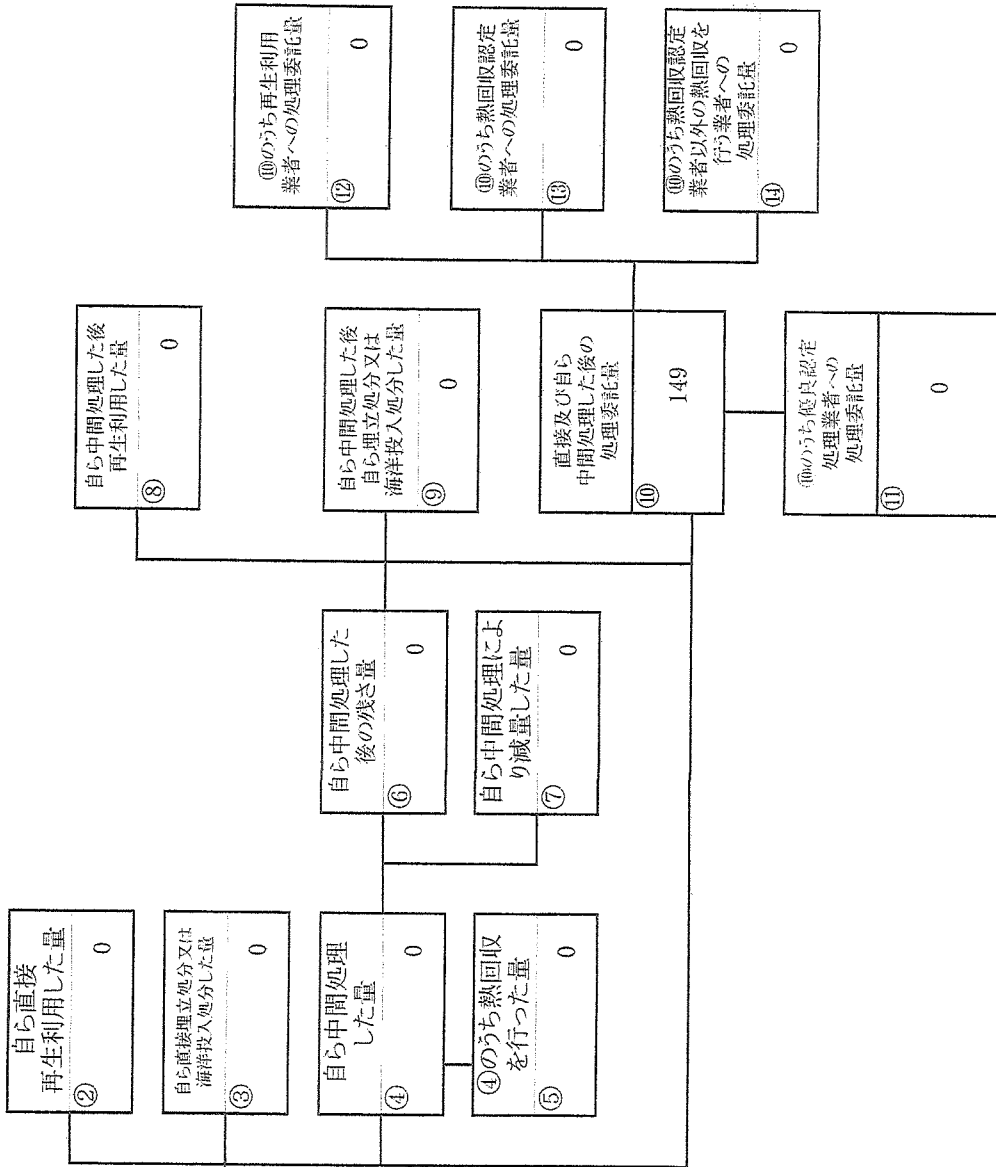 自ら直接
再生利用した量
②
0
自ら直接埋立処分又は
海洋投入処分した量
③
0
自ら中間処理
した量
④
0
④のうち熱回収
を行った量
⑤
0
自ら中間処理した
後の残さ量
⑥
0
自ら中間処理によ
り減量した量
⑦
0
自ら中間処理した後
再生利用した量
⑧
0
自ら中間処理した後
自ら埋立処分又は
海洋投入処分した量
⑨
0
直接及び自ら
中間処理した後の
処理委託量
⑩
149
⑩のうち優良認定
処理業者への
処理委託量
⑪
0
⑩のうち再生利用
業者への処理委託量
⑫
0
⑩のうち熱回収認定
業者への処理委託量
⑬
0
⑩のうち熱回収認定
業者以外の熱回収を
行う業者への
処理委託量
⑭
0